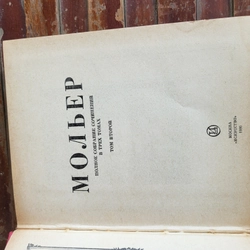 МОЛЬЕР
ПОЛНОЕ СОБРАНИЕ СОЧИНЕНИЙ
В ТРЕХ ТОМАХ
ТОМ ВТОРОЙ
МОСКВА
«ИСКУССТВО»